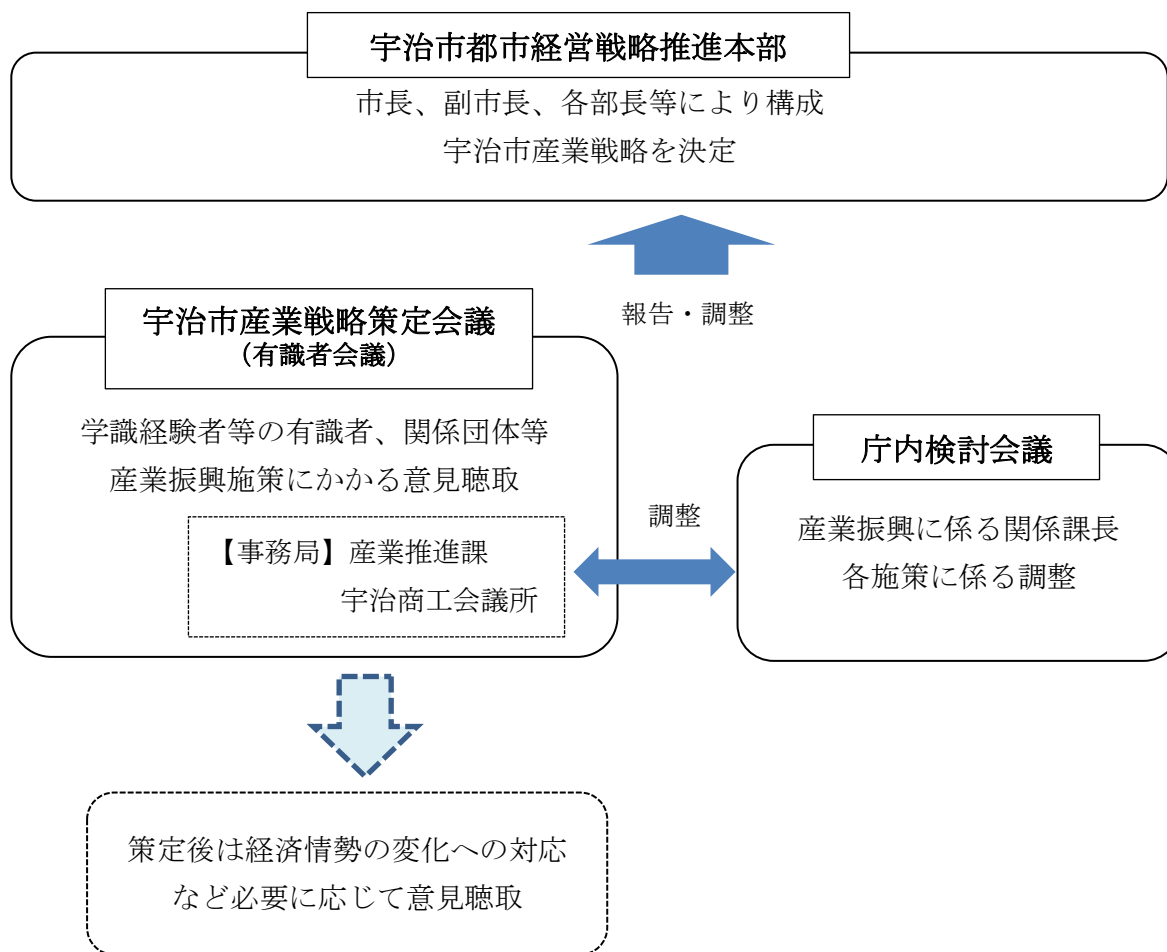 宇治市都市経営戦略推進本部
市長、副市長、各部長等により構成
宇治市産業戦略を決定
報告・調整
宇治市産業戦略策定会議
（有識者会議）
学識経験者等の有識者、関係団体等
産業振興施策にかかる意見聴取
【事務局】産業推進課
宇治商工会議所
調整
庁内検討会議
産業振興に係る関係課長
各施策に係る調整
策定後は経済情勢の変化への対応
など必要に応じて意見聴取